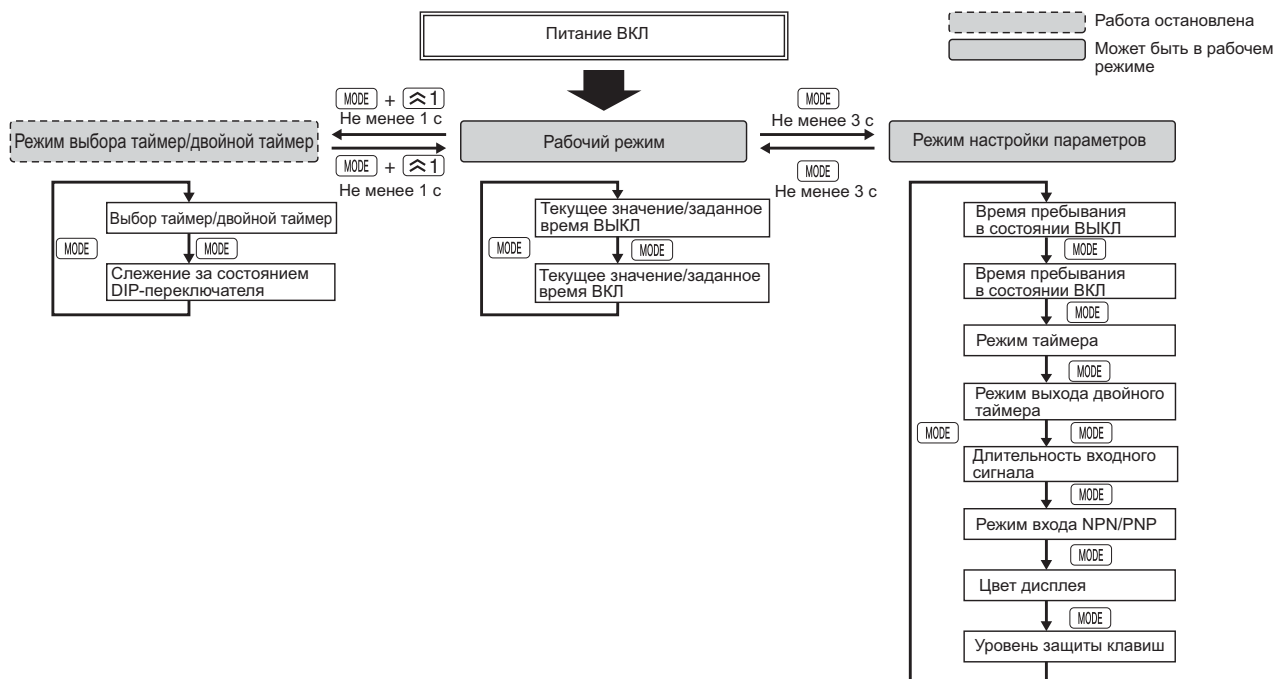 Питание ВКЛ
Работа остановлена
Может быть в рабочем
режиме
MODE + 1
Не менее 1 с
MODE
Не менее 3 с
Режим выбора таймер/двойной таймер
Рабочий режим
Режим настройки параметров
MODE + 1
Не менее 1 с
MODE
Не менее 3 с
Выбор таймер/двойной таймер
MODE
MODE
Слежение за состоянием
DIP-переключателя
Текущее значение/заданное
время ВЫКЛ
MODE
MODE
Текущее значение/заданное
время ВКЛ
Время пребывания
в состоянии ВЫКЛ
MODE
Время пребывания
в состоянии ВКЛ
MODE
Режим таймера
MODE
Режим выхода двойного
таймера
MODE
MODE
Длительность входного
сигнала
MODE
Режим входа NPN/PNP
MODE
Цвет дисплея
MODE
Уровень защиты клавиш